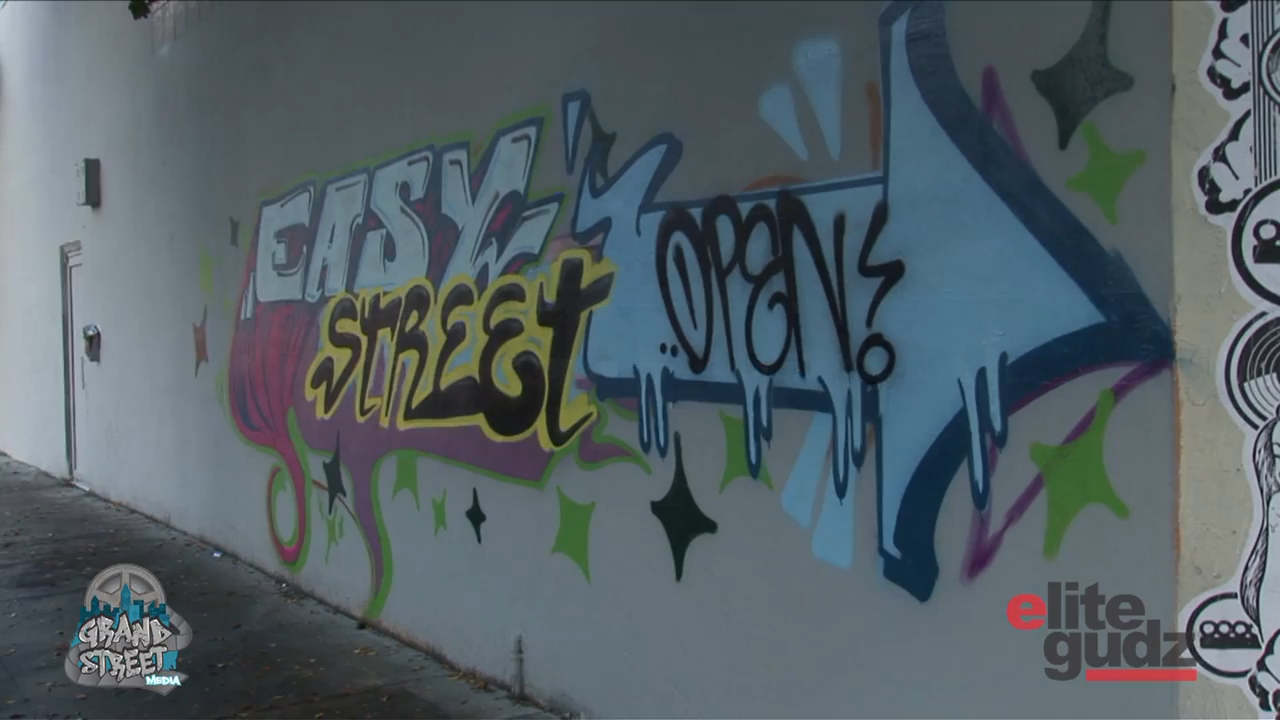 EASY
STREET
OPEN!
GRAND
STREET
MEDIA
elite
gudz